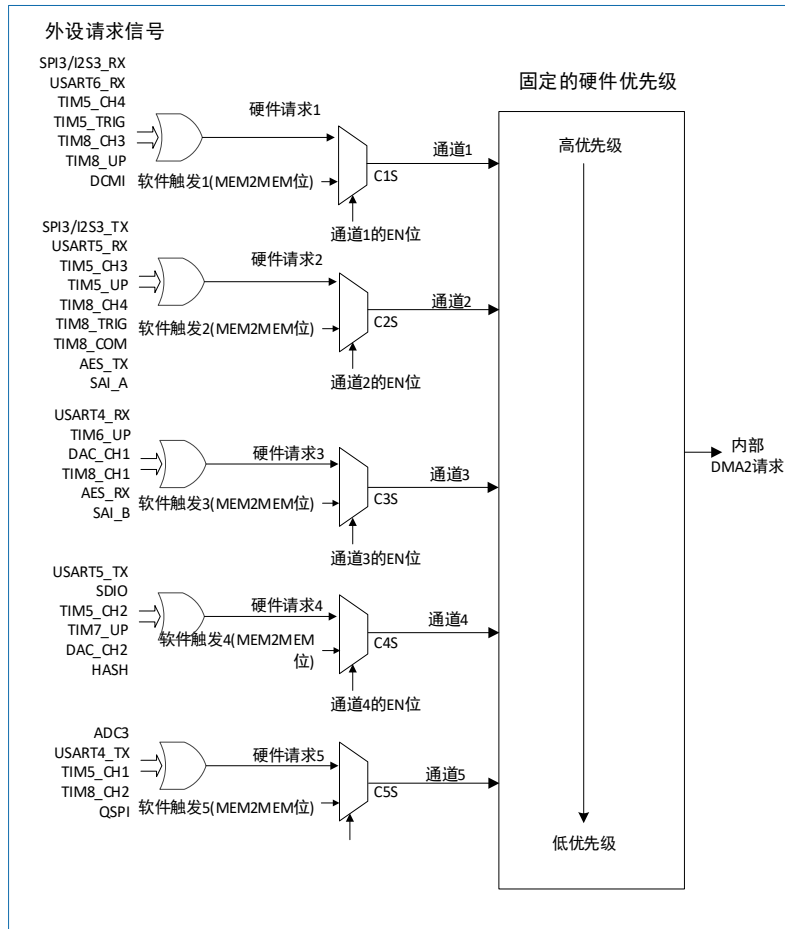 外设请求信号
SPI3/I2S3_RX
USART6_RX
TIM5_CH4
TIM5_TRIG
TIM8_CH3
TIM8_UP
DCMI
硬件请求1
软件触发1(MEM2MEM位)
C1S
通道1
通道1的EN位
SPI3/I2S3_TX
USART5_RX
TIM5_CH3
TIM5_UP
TIM8_CH4
TIM8_TRIG
TIM8_COM
AES_TX
SAI_A
硬件请求2
软件触发2(MEM2MEM位)
C2S
通道2
通道2的EN位
USART4_RX
TIM6_UP
DAC_CH1
TIM8_CH1
AES_RX
SAI_B
硬件请求3
软件触发3(MEM2MEM位)
C3S
通道3
通道3的EN位
USART5_TX
SDIO
TIM5_CH2
TIM7_UP
DAC_CH2
HASH
硬件请求4
软件触发4(MEM2MEM
位)
C4S
通道4
通道4的EN位
ADC3
USART4_TX
TIM5_CH1
TIM8_CH2
QSPI
硬件请求5
软件触发5(MEM2MEM位)
C5S
通道5
固定的硬件优先级
高优先级
低优先级
内部
DMA2请求